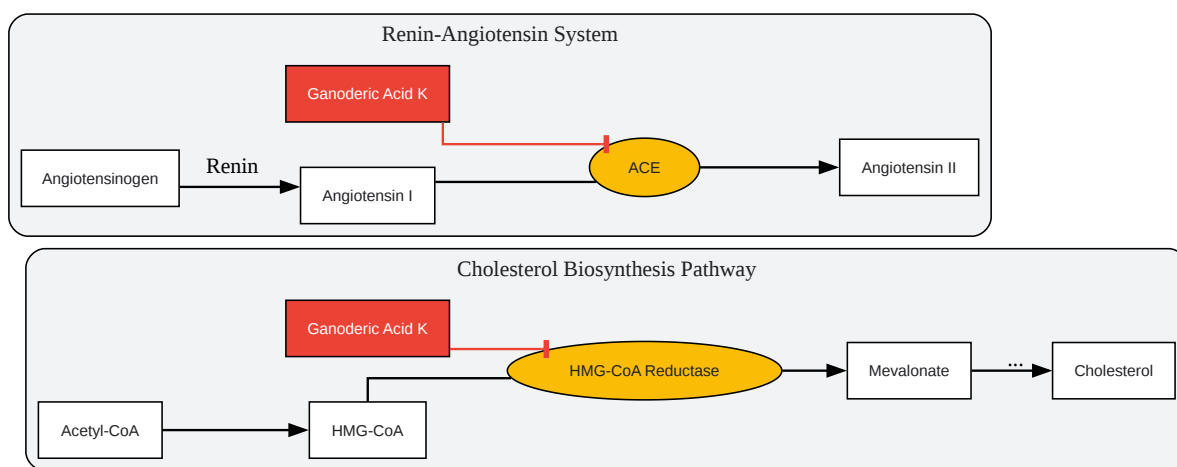 Renin-Angiotensin System
Ganoderic Acid K
Angiotensinogen
Renin
Angiotensin I
ACE
Angiotensin II
Cholesterol Biosynthesis Pathway
Ganoderic Acid K
HMG-CoA Reductase
Mevalonate
...
Cholesterol
Acetyl-CoA
HMG-CoA